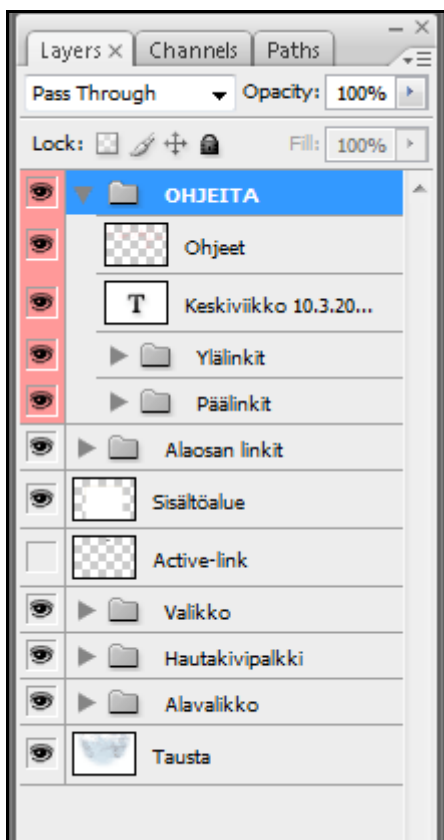 Layers × Channels Paths
Pass Through Opacity: 100%
Lock: Fill: 100%
OHJEITA
Ohjeet
T Keskiviikko 10.3.20...
Ylälinkit
Päälinkit
Alaosan linkit
Sisältöalue
Active-link
Valikko
Hautakivipalkki
Alavalikko
Tausta